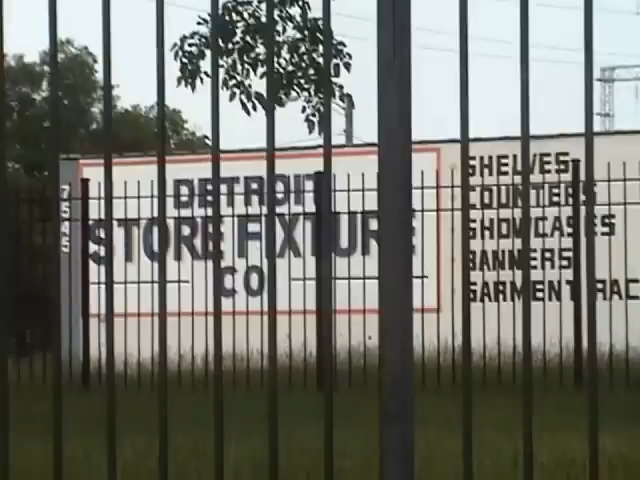 7545
DETROIT
STORE FIXTURE
CO
SHELVES
COUNTERS
SHOWCASES
BANNERS
GARMENT RAC